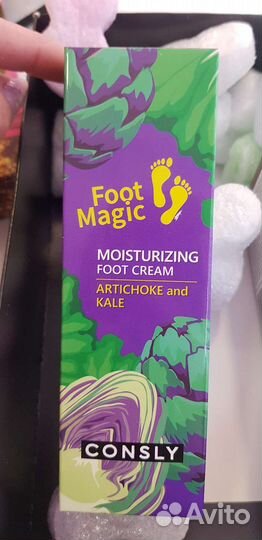 Foot
Magic
MOISTURIZING
FOOT CREAM
ARTICHOKE and
KALE
CONSLY
Avito